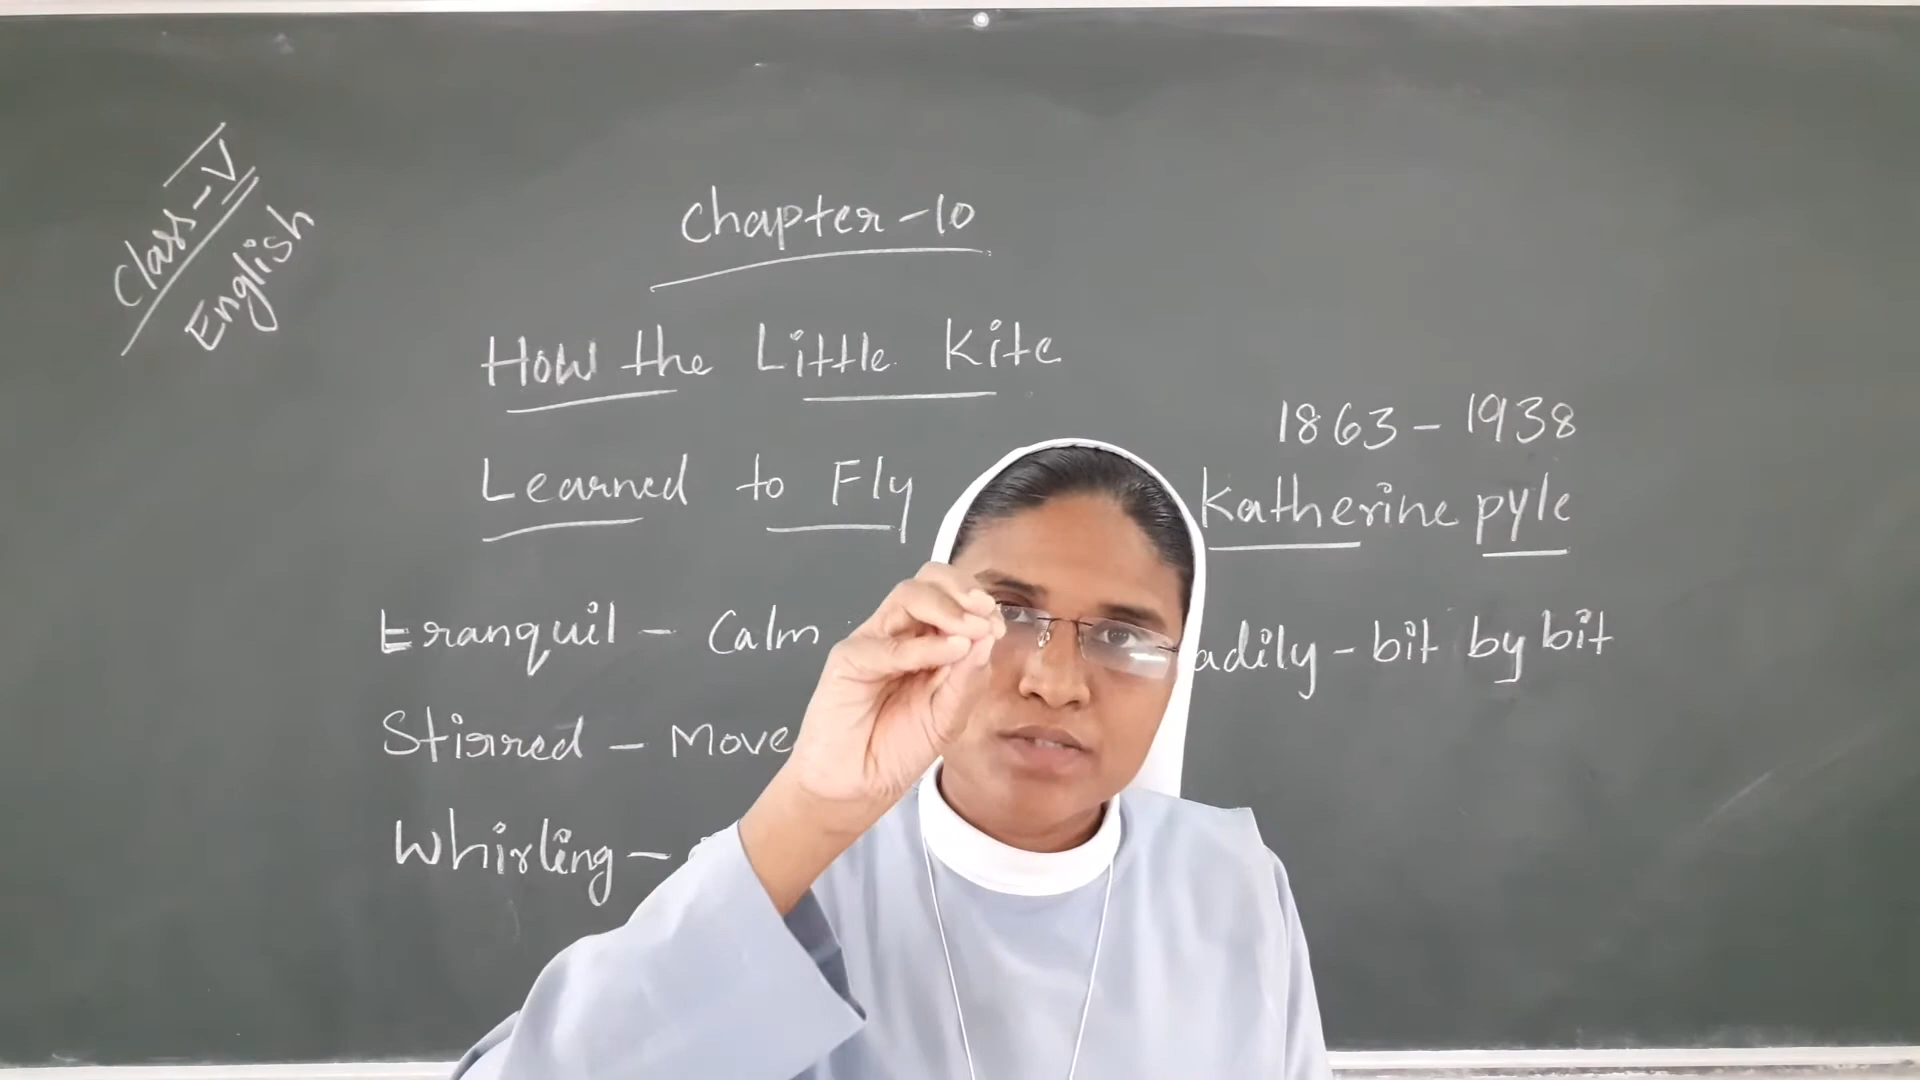 Class-V
English
Chapter-10
How the Little Kite
Learned to Fly
1863-1938
Katherine pyle
tranquil - Calm
adily - bit by bit
Stirred - Move
Whirling -